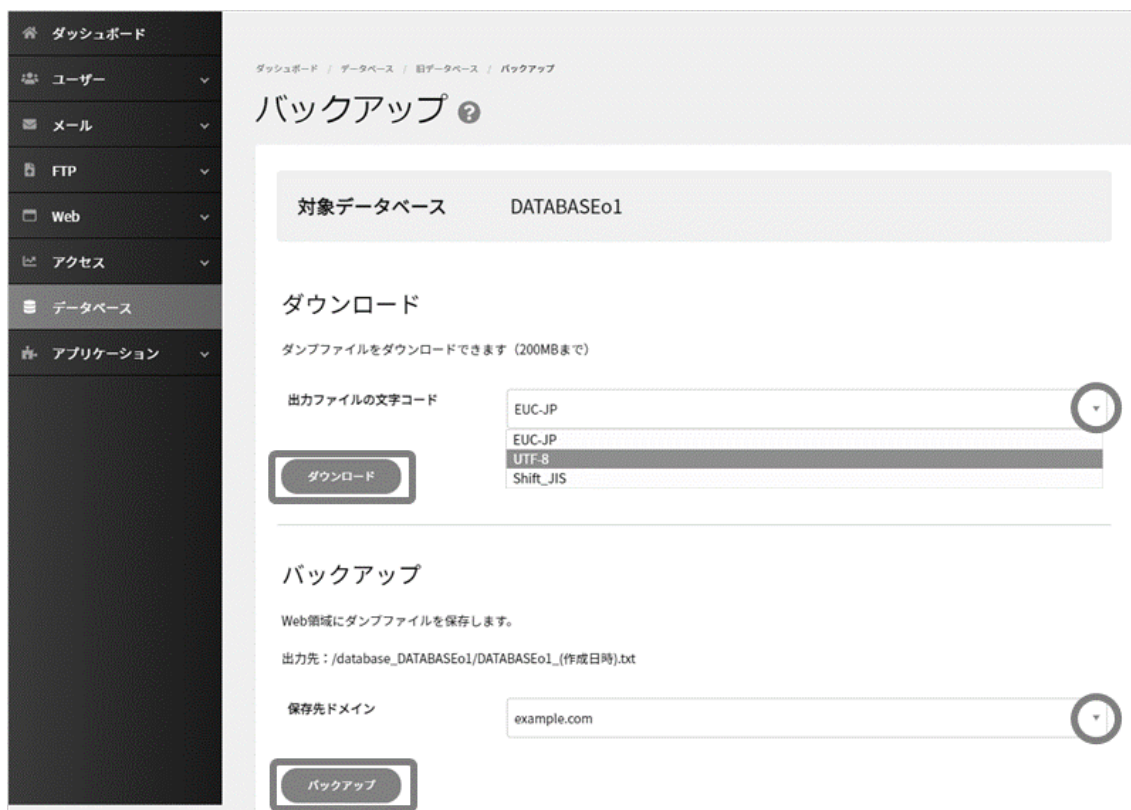 ダッシュボード
ユーザー
メール
FTP
Web
アクセス
データベース
アプリケーション
ダッシュボード / データベース / 旧データベース / バックアップ
バックアップ ?
対象データベース DATABASEo1
ダウンロード
ダンプファイルをダウンロードできます（200MBまで）
出力ファイルの文字コード EUC-JP
EUC-JP
UTF-8
Shift_JIS
ダウンロード
バックアップ
Web領域にダンプファイルを保存します。
出力先：/database_DATABASEo1/DATABASEo1_(作成日時).txt
保存先ドメイン example.com
バックアップ